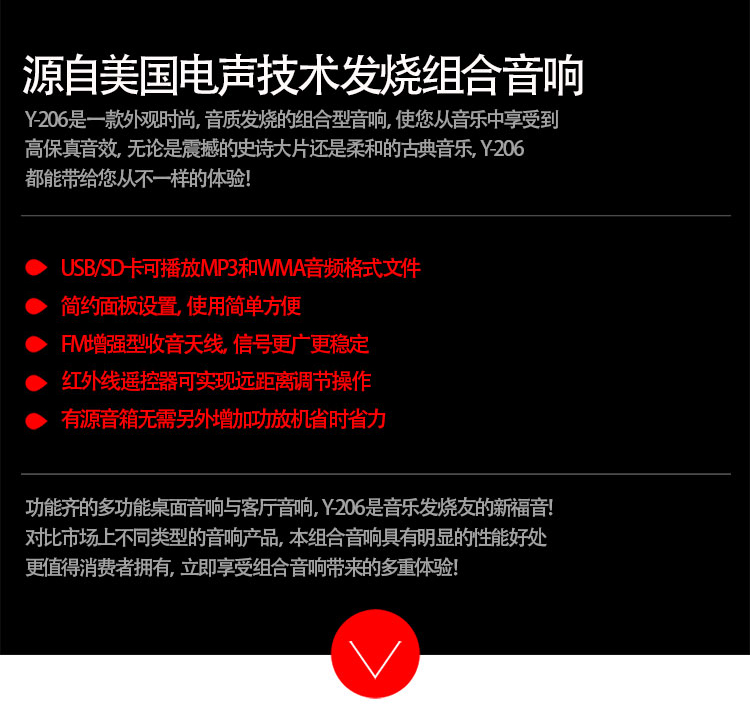 源自美国电声技术发烧组合音响
Y-206是一款外观时尚, 音质发烧的组合型音响, 使您从音乐中享受到
高保真音效, 无论是震撼的史诗大片还是柔和的古典音乐, Y-206
都能带给您从不一样的体验!
USB/SD卡可播放MP3和WMA音频格式文件
简约面板设置, 使用简单方便
FM增强型收音天线, 信号更广更稳定
红外线遥控器可实现远距离调节操作
有源音箱无需另外增加功放机省时省力
功能齐的多功能桌面音响与客厅音响, Y-206是音乐发烧友的新福音!
对比市场上不同类型的音响产品, 本组合音响具有明显的性能好处
更值得消费者拥有, 立即享受组合音响带来的多重体验!